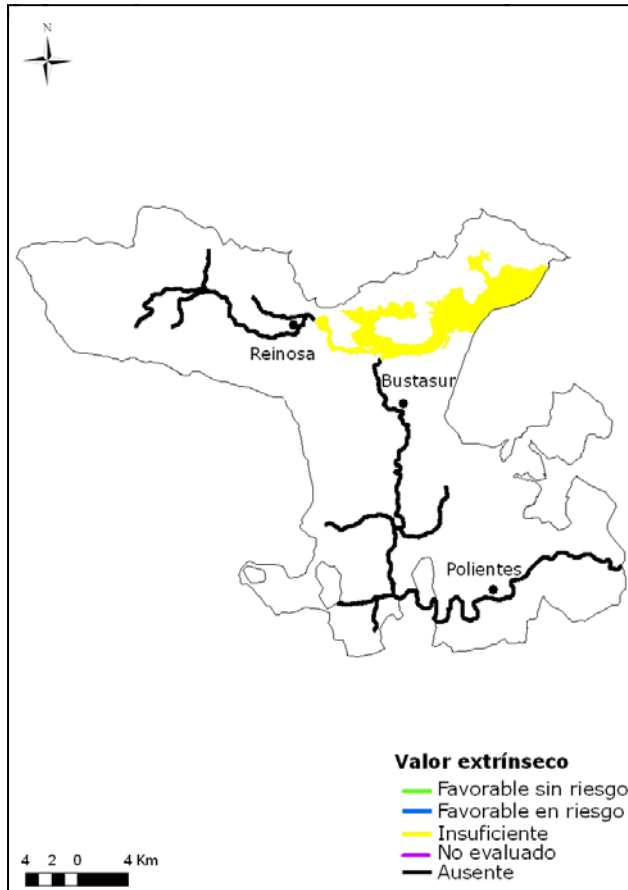 N
Reinosa
Bustasur
Polientes
Valor extrínseco
Favorable sin riesgo
Favorable en riesgo
Insuficiente
No evaluado
Ausente
4 2 0 4 Km